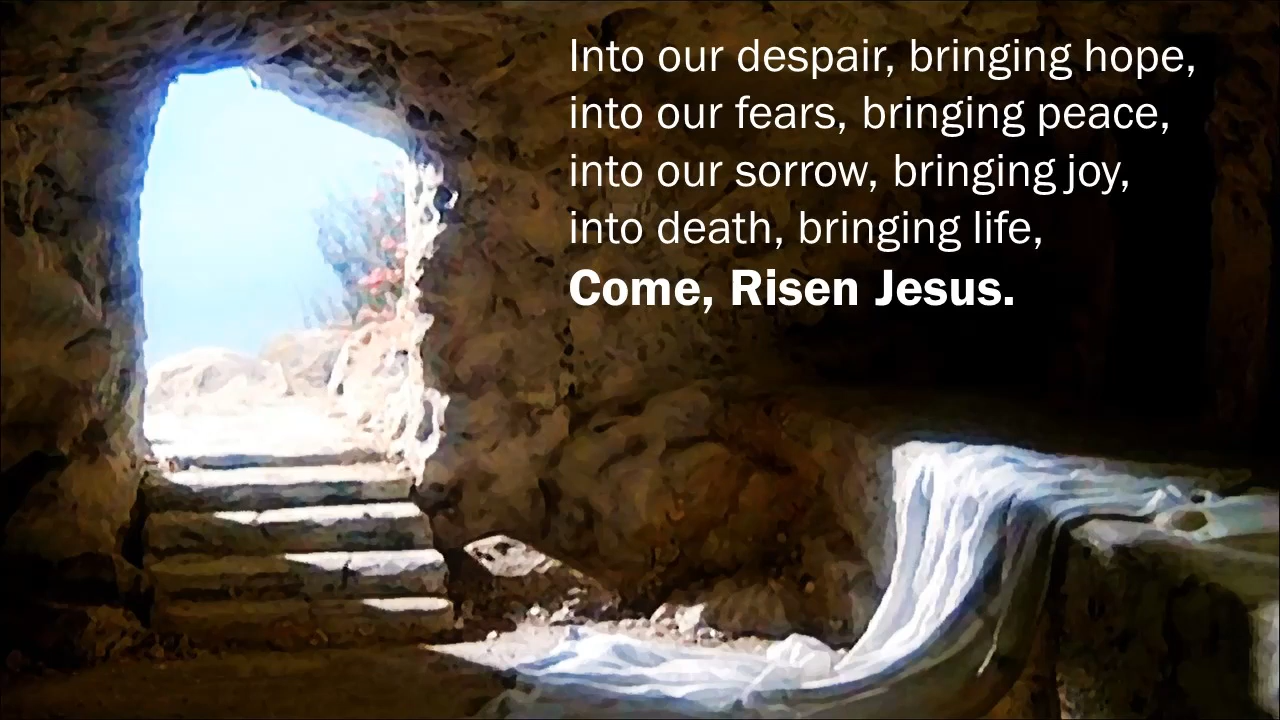 Into our despair, bringing hope,
into our fears, bringing peace,
into our sorrow, bringing joy,
into death, bringing life,
Come, Risen Jesus.